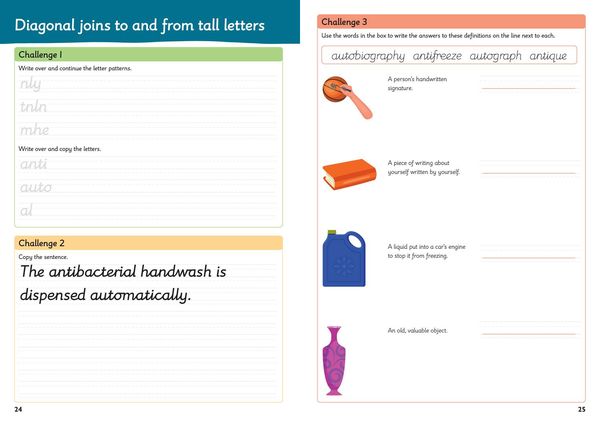 Diagonal joins to and from tall letters
Challenge 1
Write over and continue the letter patterns.
nly
tnln
mhe
Write over and copy the letters.
anti
auto
al
Challenge 2
Copy the sentence.
The antibacterial handwash is
dispensed automatically.
24
Challenge 3
Use the words in the box to write the answers to these definitions on the line next to each.
autobiography antifreeze autograph antique
A person's handwritten
signature.
A piece of writing about
yourself written by yourself.
A liquid put into a car's engine
to stop it from freezing.
An old, valuable object.
25